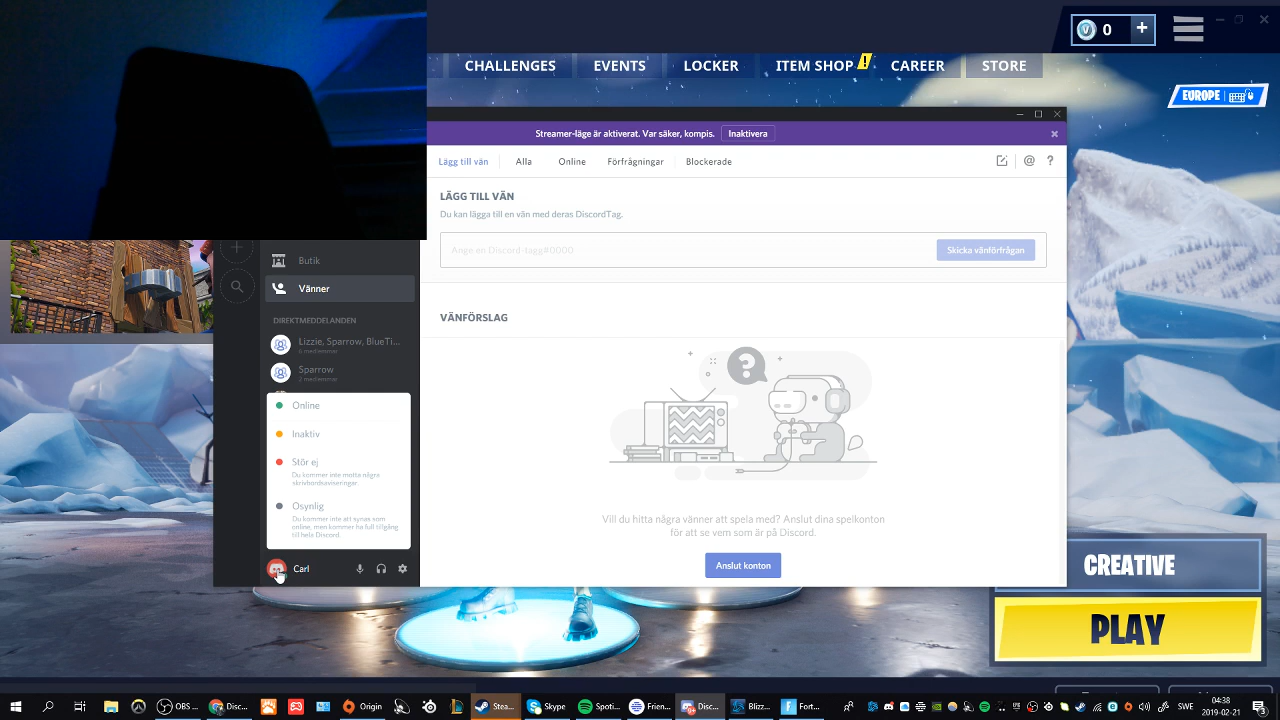 0 +
CHALLENGES EVENTS LOCKER ITEM SHOP ! CAREER STORE
EUROPE
Streamer-läge är aktiverat. Var säker, kompis. Inaktivera
Lägg till vän Alla Online Förfrågningar Blockerade
@ ?
LÄGG TILL VÄN
Du kan lägga till en vän med deras DiscordTag.
Ange en Discord-tagg#0000
Skicka vänförfrågan
Butik
Vänner
DIREKTMEDDELANDEN
Lizzie, Sparrow, BlueTi...
6 medlemmar
Sparrow
2 medlemmar
Online
Inaktiv
Stör ej
Du kommer inte motta några
skrivbordsaviseringar.
Osynlig
Du kommer inte att synas som
online, men kommer ha full tillgång
till hela Discord.
Carl
VÄNFÖRSLAG
?
Vill du hitta några vänner att spela med? Anslut dina spelkonton
för att se vem som är på Discord.
Anslut konton
CREATIVE
PLAY
OBS ... Disc... Origin Stea... Skype Spotif... Fren... Disc... Blizz... Fort... SWE 04:38
2019-02-21